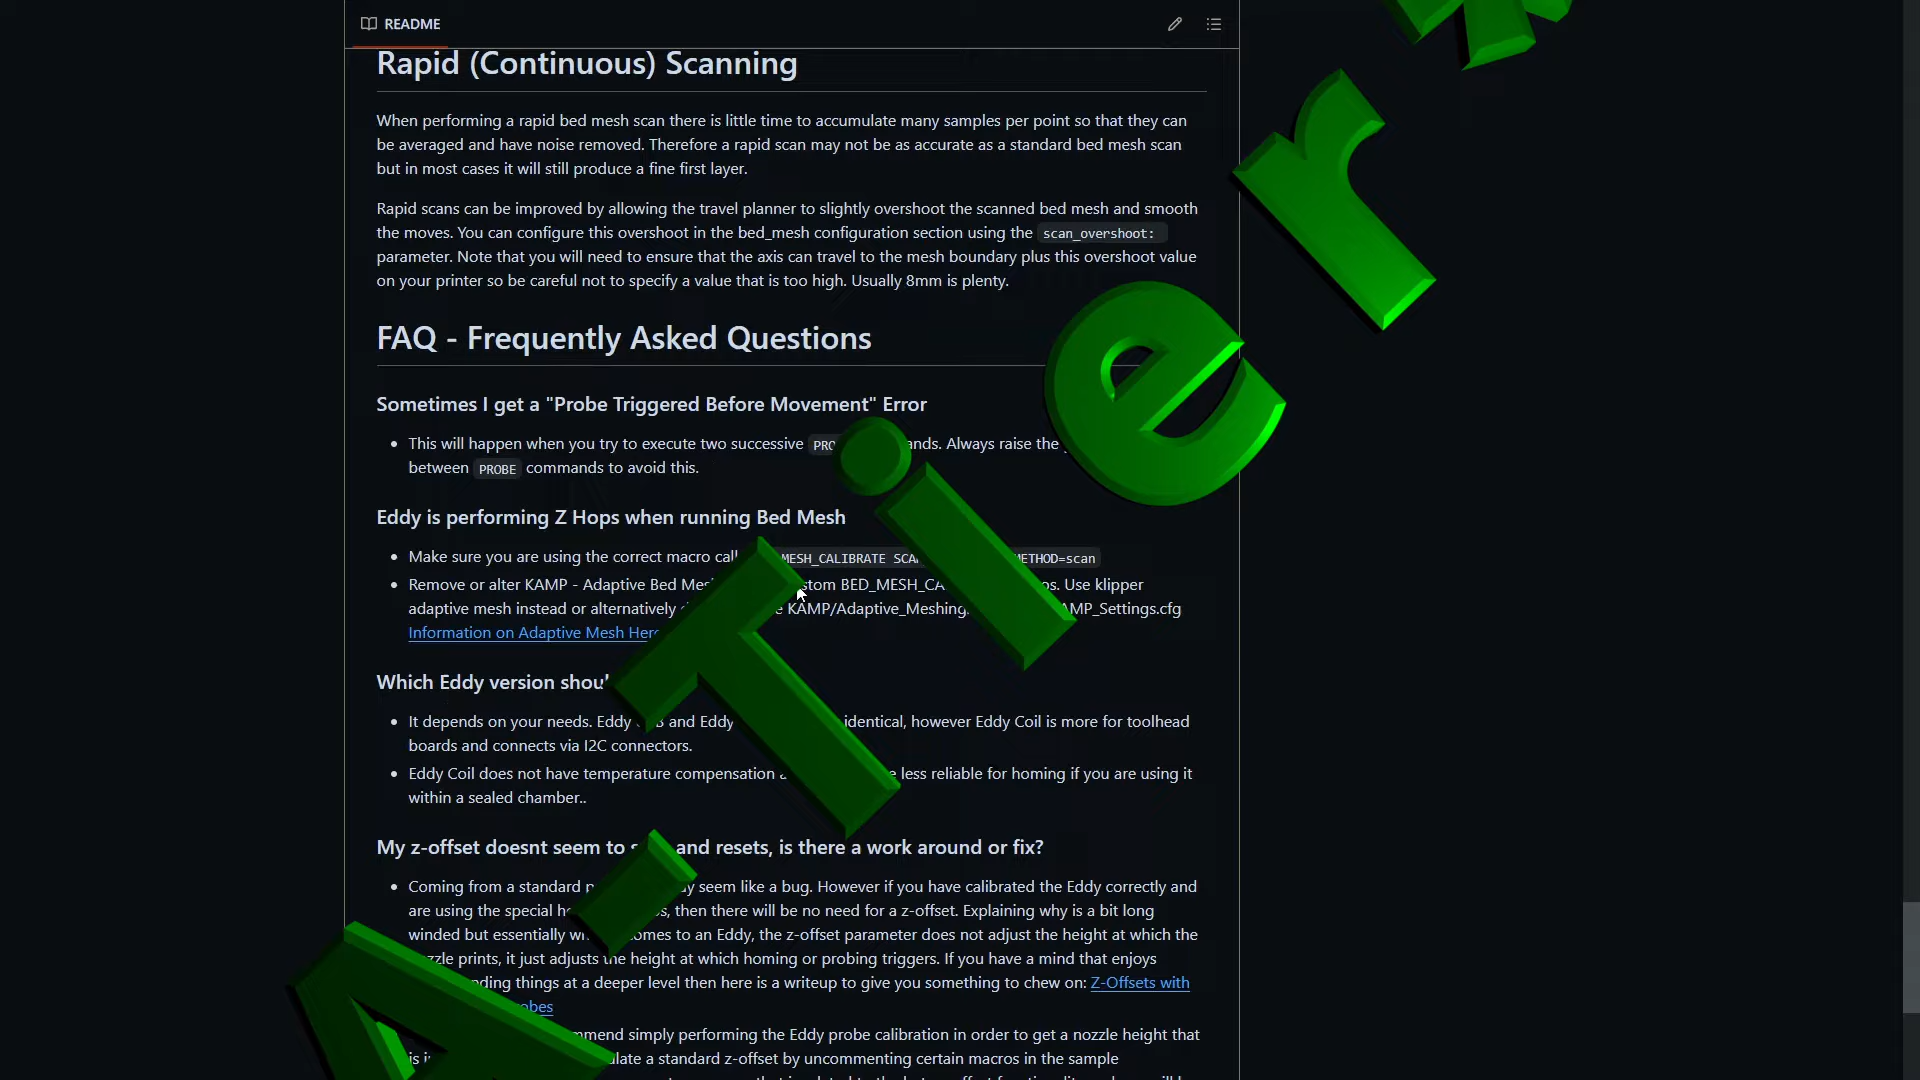 README
Rapid (Continuous) Scanning
When performing a rapid bed mesh scan there is little time to accumulate many samples per point so that they can
be averaged and have noise removed. Therefore a rapid scan may not be as accurate as a standard bed mesh scan
but in most cases it will still produce a fine first layer.
Rapid scans can be improved by allowing the travel planner to slightly overshoot the scanned bed mesh and smooth
the moves. You can configure this overshoot in the bed_mesh configuration section using the scan_overshoot:
parameter. Note that you will need to ensure that the axis can travel to the mesh boundary plus this overshoot value
on your printer so be careful not to specify a value that is too high. Usually 8mm is plenty.
FAQ - Frequently Asked Questions
Sometimes I get a "Probe Triggered Before Movement" Error
This will happen when you try to execute two successive Always raise the
between PROBE commands to avoid this.
Eddy is performing Z Hops when running Bed Mesh
Make sure you are using the correct macro call MESH_CALIBRATE METHOD=scan
Remove or alter KAMP - Adaptive Bed BED_MESH_ Use klipper
adaptive mesh instead or alternatively KAMP/Adaptive_Meshing KAMP_Settings.cfg
Information on Adaptive Mesh Here
Which Eddy version
It depends on your needs. Eddy and Eddy identical, however Eddy Coil is more for toolhead
boards and connects via I2C connectors.
Eddy Coil does not have temperature compensation less reliable for homing if you are using it
within a sealed chamber..
My z-offset doesnt seem to and resets, is there a work around or fix?
Coming from a standard seem like a bug. However if you have calibrated the Eddy correctly and
are using the special then there will be no need for a z-offset. Explaining why is a bit long
winded but essentially comes to an Eddy, the z-offset parameter does not adjust the height at which the
nozzle prints, it just adjusts the height at which homing or probing triggers. If you have a mind that enjoys
things at a deeper level then here is a writeup to give you something to chew on: Z-Offsets with
simply performing the Eddy probe calibration in order to get a nozzle height that
is a standard z-offset by uncommenting certain macros in the sample
A-Tier